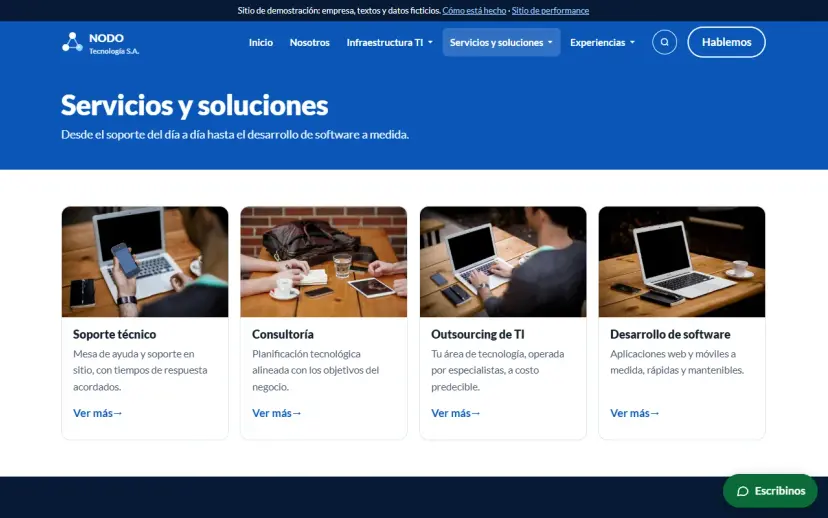 Sitio de demostración: empresa, textos y datos ficticios. Cómo está hecho · Sitio de performance
NODO
Tecnología S.A.
Inicio
Nosotros
Infraestructura TI
Servicios y soluciones
Experiencias
Hablemos
Servicios y soluciones
Desde el soporte del día a día hasta el desarrollo de software a medida.
Soporte técnico
Mesa de ayuda y soporte en
sitio, con tiempos de respuesta
acordados.
Ver más→
Consultoría
Planificación tecnológica
alineada con los objetivos del
negocio.
Ver más→
Outsourcing de TI
Tu área de tecnología, operada
por especialistas, a costo
predecible.
Ver más→
Desarrollo de software
Aplicaciones web y móviles a
medida, rápidas y mantenibles.
Ver más→
Escribinos